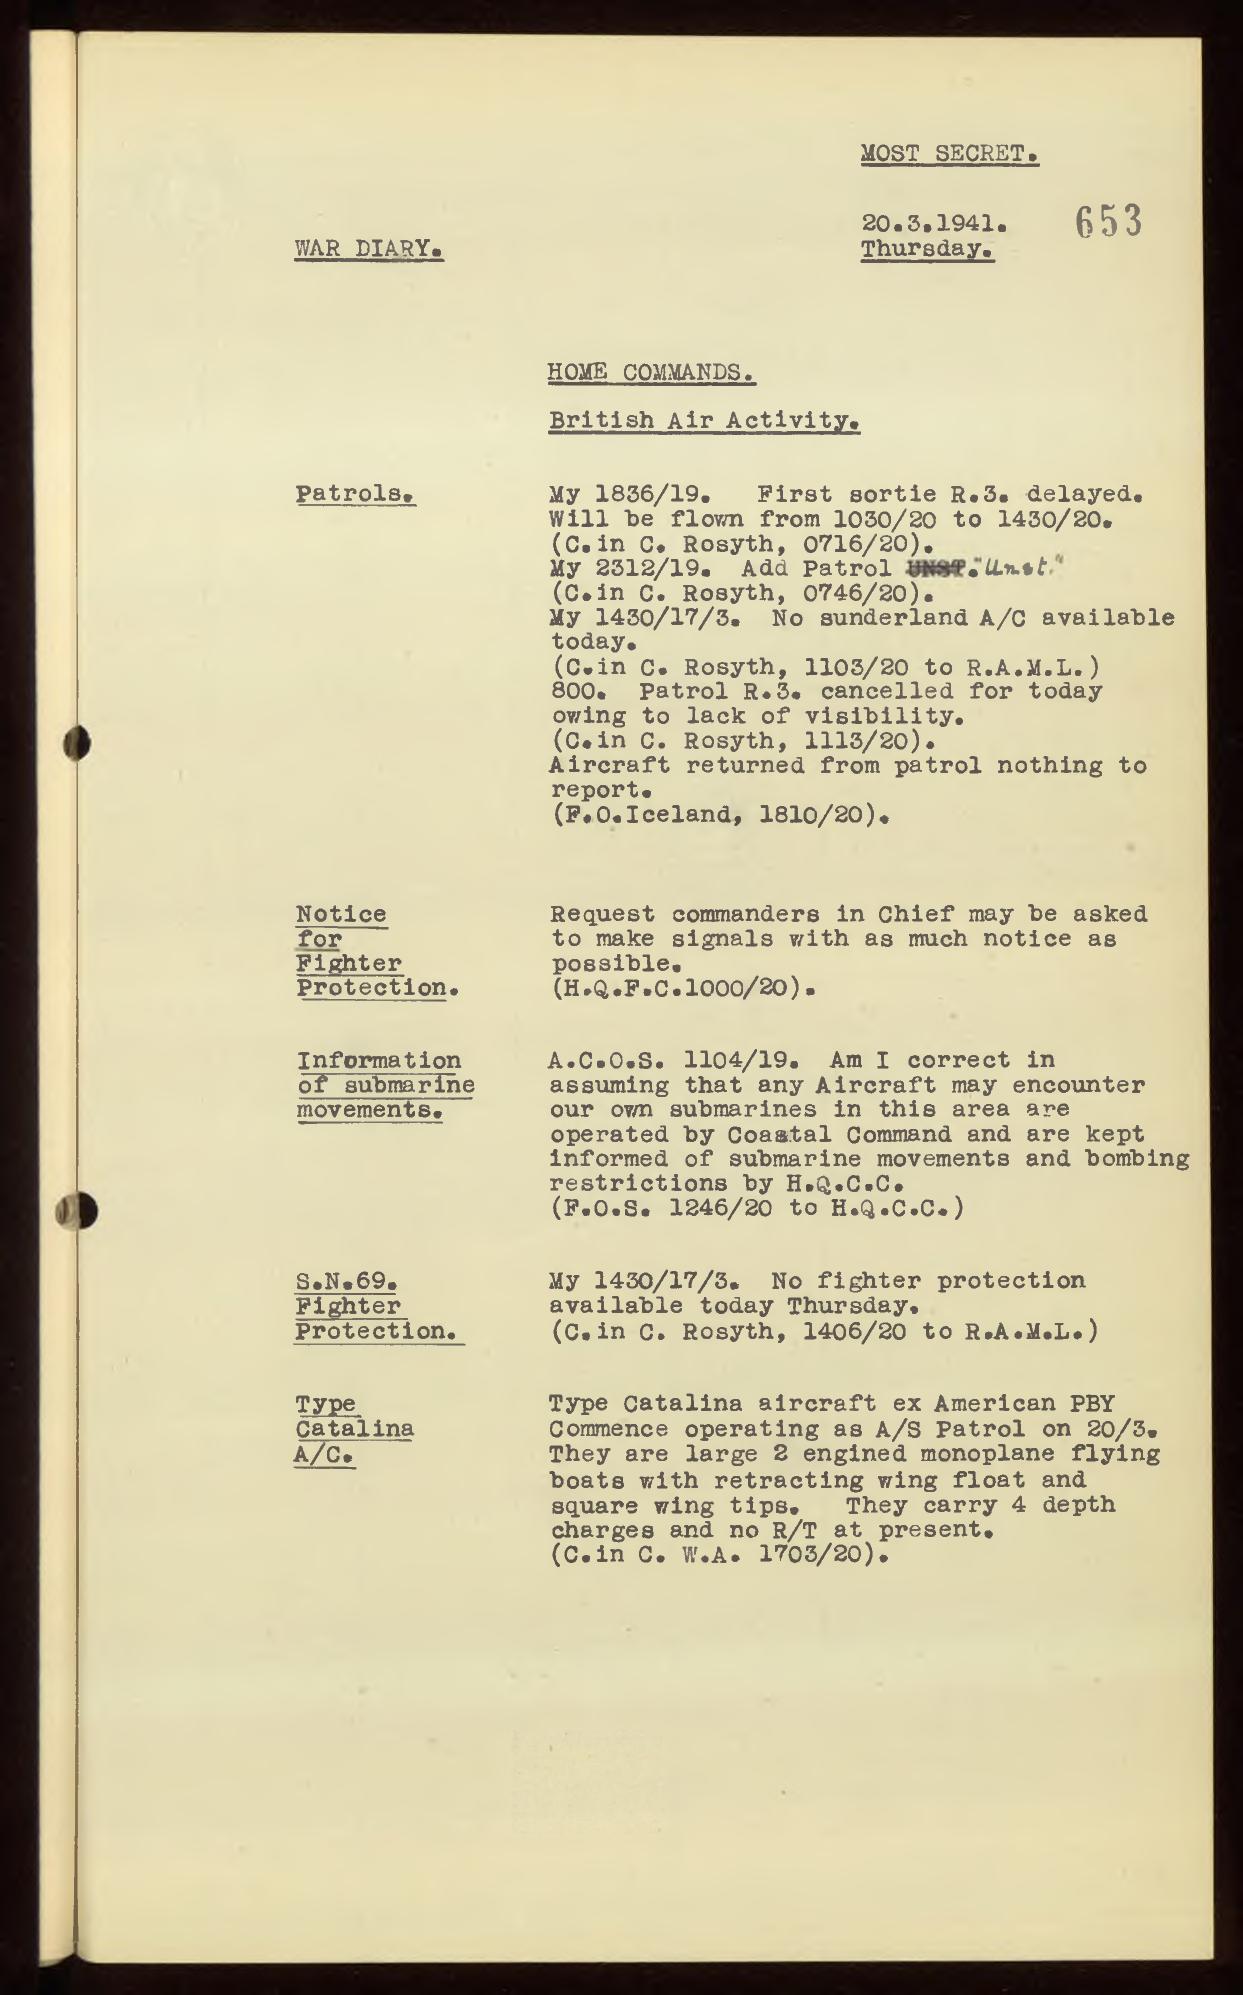 MOST SECRET.
20.3.1941. 653
WAR DIARY. Thursday.
HOME COMMANDS.
British Air Activity.
Patrols. My 1836/19. First sortie R.3. delayed.
Will be flown from 1030/20 to 1430/20.
(C.in C. Rosyth, 0716/20).
My 2312/19. Add Patrol UNST. "Unst."
(C.in C. Rosyth, 0746/20).
My 1430/17/3. No sunderland A/C available
today.
(C.in C. Rosyth, 1103/20 to R.A.M.L.)
800. Patrol R.3. cancelled for today
owing to lack of visibility.
(C.in C. Rosyth, 1113/20).
Aircraft returned from patrol nothing to
report.
(F.O.Iceland, 1810/20).
Notice Request commanders in Chief may be asked
for to make signals with as much notice as
Fighter possible.
Protection. (H.Q.F.C.1000/20).
Information A.C.O.S. 1104/19. Am I correct in
of submarine assuming that any Aircraft may encounter
movements. our own submarines in this area are
operated by Coastal Command and are kept
informed of submarine movements and bombing
restrictions by H.Q.C.C.
(F.O.S. 1246/20 to H.Q.C.C.)
S.N.69. My 1430/17/3. No fighter protection
Fighter available today Thursday.
Protection. (C.in C. Rosyth, 1406/20 to R.A.M.L.)
Type Type Catalina aircraft ex American PBY
Catalina Commence operating as A/S Patrol on 20/3.
A/C. They are large 2 engined monoplane flying
boats with retracting wing float and
square wing tips. They carry 4 depth
charges and no R/T at present.
(C.in C. W.A. 1703/20).